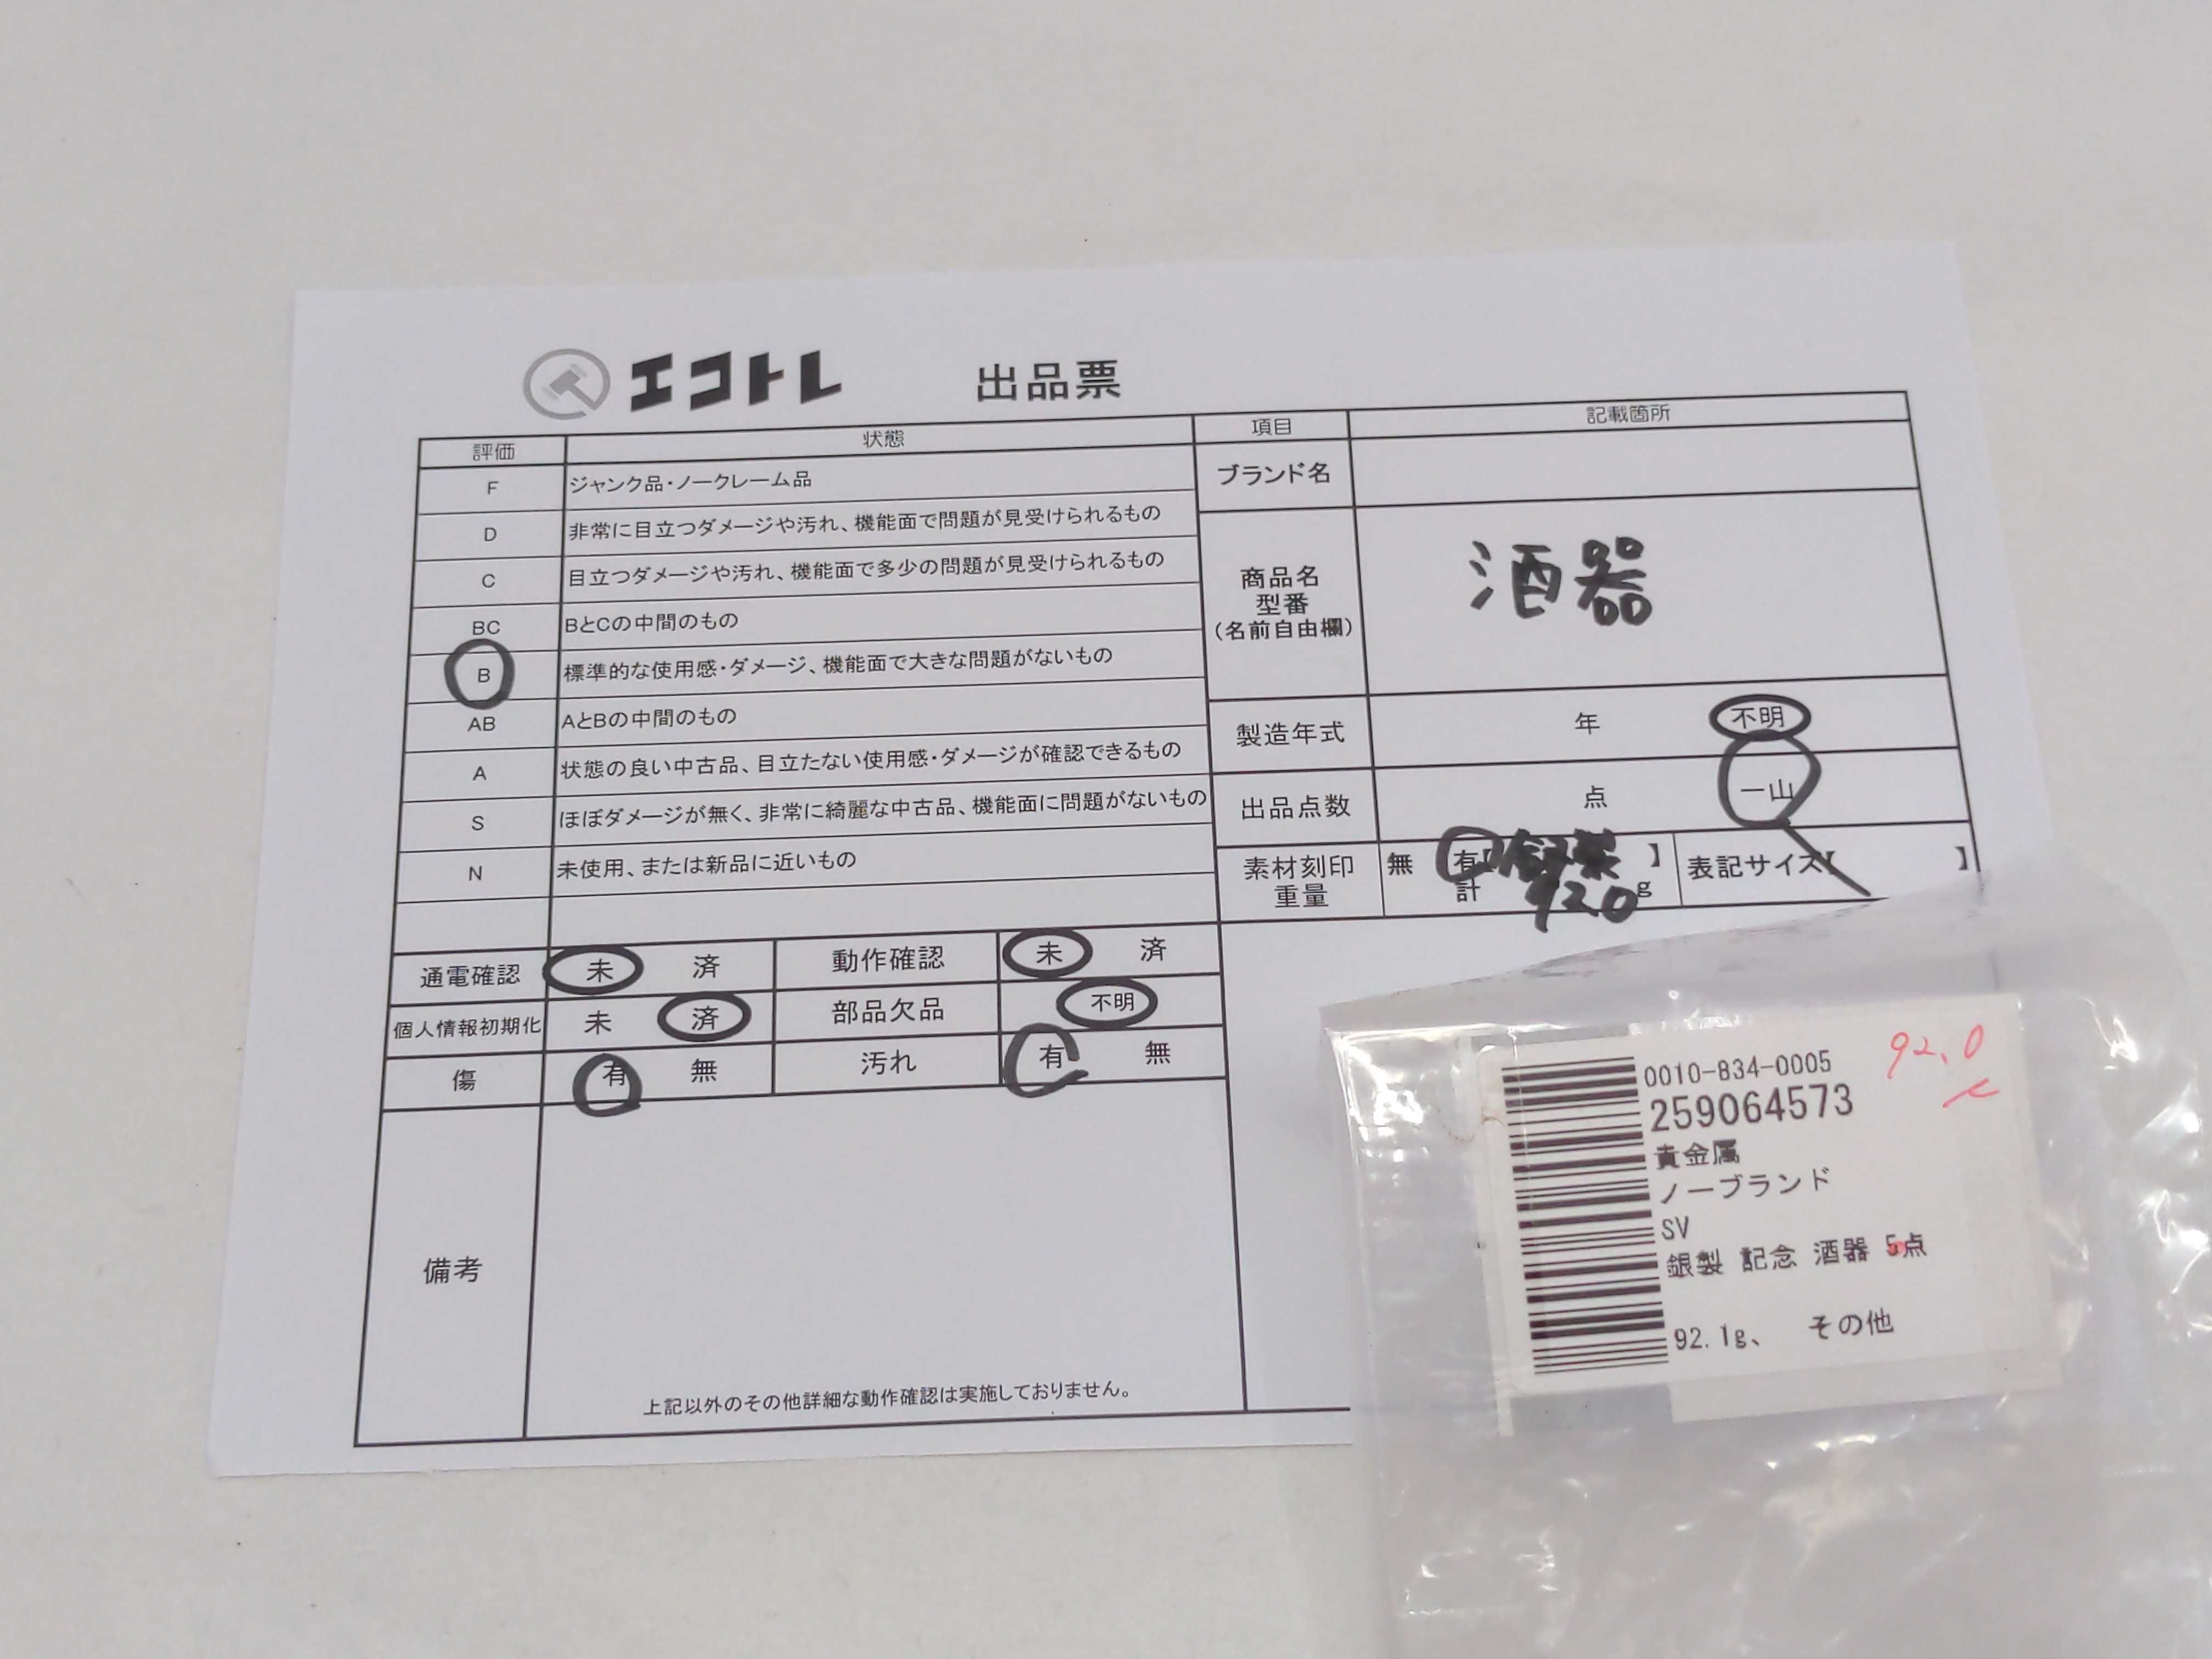 エコトレ 出品票
評価 状態
F ジャンク品・ノークレーム品
D 非常に目立つダメージや汚れ、機能面で問題が見受けられるもの
C 目立つダメージや汚れ、機能面で多少の問題が見受けられるもの
BC BとCの中間のもの
B 標準的な使用感・ダメージ、機能面で大きな問題がないもの
AB AとBの中間のもの
A 状態の良い中古品、目立たない使用感・ダメージが確認できるもの
S ほぼダメージが無く、非常に綺麗な中古品、機能面に問題がないもの
N 未使用、または新品に近いもの
項目 記載箇所
ブランド名
商品名
型番
(名前自由欄)
酒器
製造年式 年 不明
出品点数 点 一山
素材刻印
重量
無 有【 】
計 920 g
表記サイズ【 】
通電確認 未 済 動作確認 未 済
個人情報初期化 未 済 部品欠品 不明
傷 有 無 汚れ 有 無
備考
上記以外のその他詳細な動作確認は実施しておりません。
0010-834-0005
92.0
259064573
貴金属
ノーブランド
SV
銀製 記念 酒器 5点
92.1g、 その他